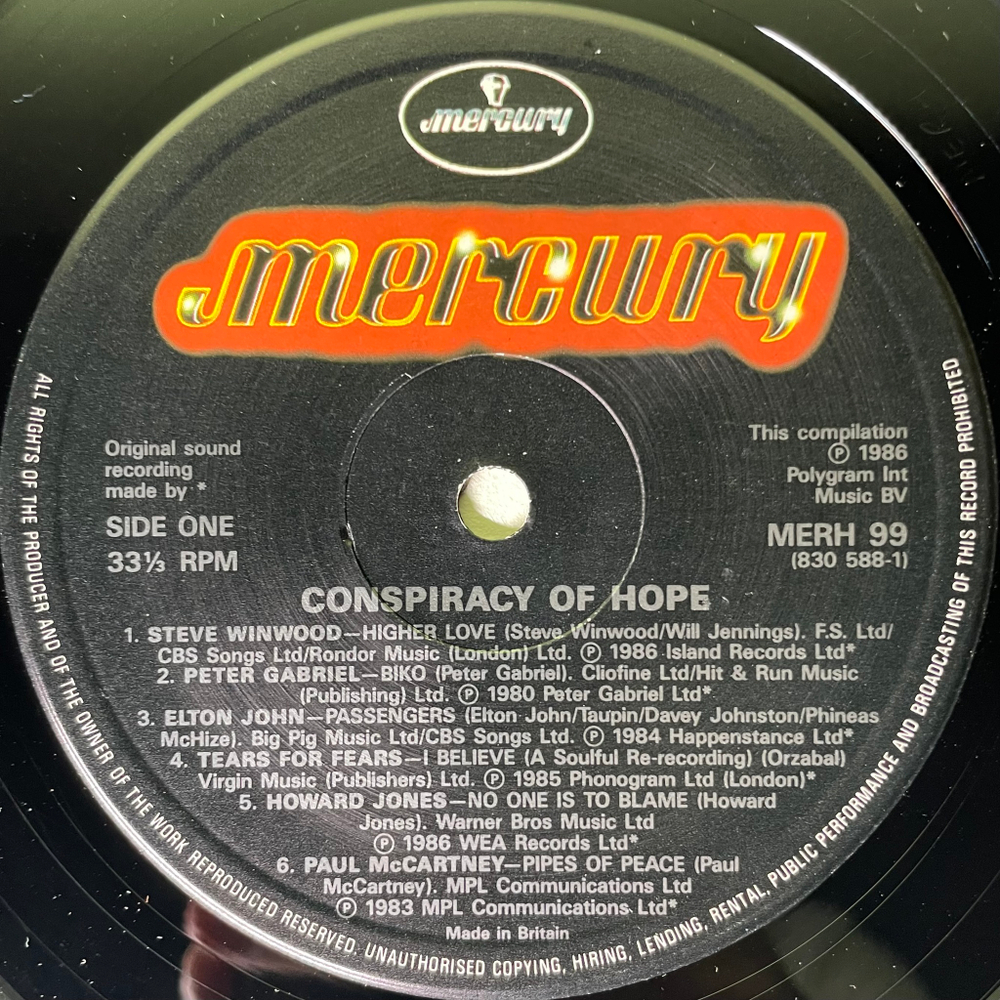 mercury
mercury
Original sound
recording
made by *
SIDE ONE
33⅓ RPM
This compilation
℗ 1986
Polygram Int
Music BV
MERH 99
(830 588-1)
CONSPIRACY OF HOPE
1. STEVE WINWOOD—HIGHER LOVE (Steve Winwood/Will Jennings). F.S. Ltd/
CBS Songs Ltd/Rondor Music (London) Ltd. ℗ 1986 Island Records Ltd*
2. PETER GABRIEL—BIKO (Peter Gabriel). Cliofine Ltd/Hit & Run Music
(Publishing) Ltd. ℗ 1980 Peter Gabriel Ltd*
3. ELTON JOHN—PASSENGERS (Elton John/Taupin/Davey Johnston/Phineas
McHize). Big Pig Music Ltd/CBS Songs Ltd. ℗ 1984 Happenstance Ltd*
4. TEARS FOR FEARS—I BELIEVE (A Soulful Re-recording) (Orzabal)
Virgin Music (Publishers) Ltd. ℗ 1985 Phonogram Ltd (London)*
5. HOWARD JONES—NO ONE IS TO BLAME (Howard
Jones). Warner Bros Music Ltd
℗ 1986 WEA Records Ltd*
6. PAUL McCARTNEY—PIPES OF PEACE (Paul
McCartney). MPL Communications Ltd
℗ 1983 MPL Communications Ltd*
Made in Britain
ALL RIGHTS OF THE PRODUCER AND OF THE OWNER OF THE WORK REPRODUCED RESERVED. UNAUTHORISED COPYING, HIRING, LENDING, RENTAL, PUBLIC PERFORMANCE AND BROADCASTING OF THIS RECORD PROHIBITED